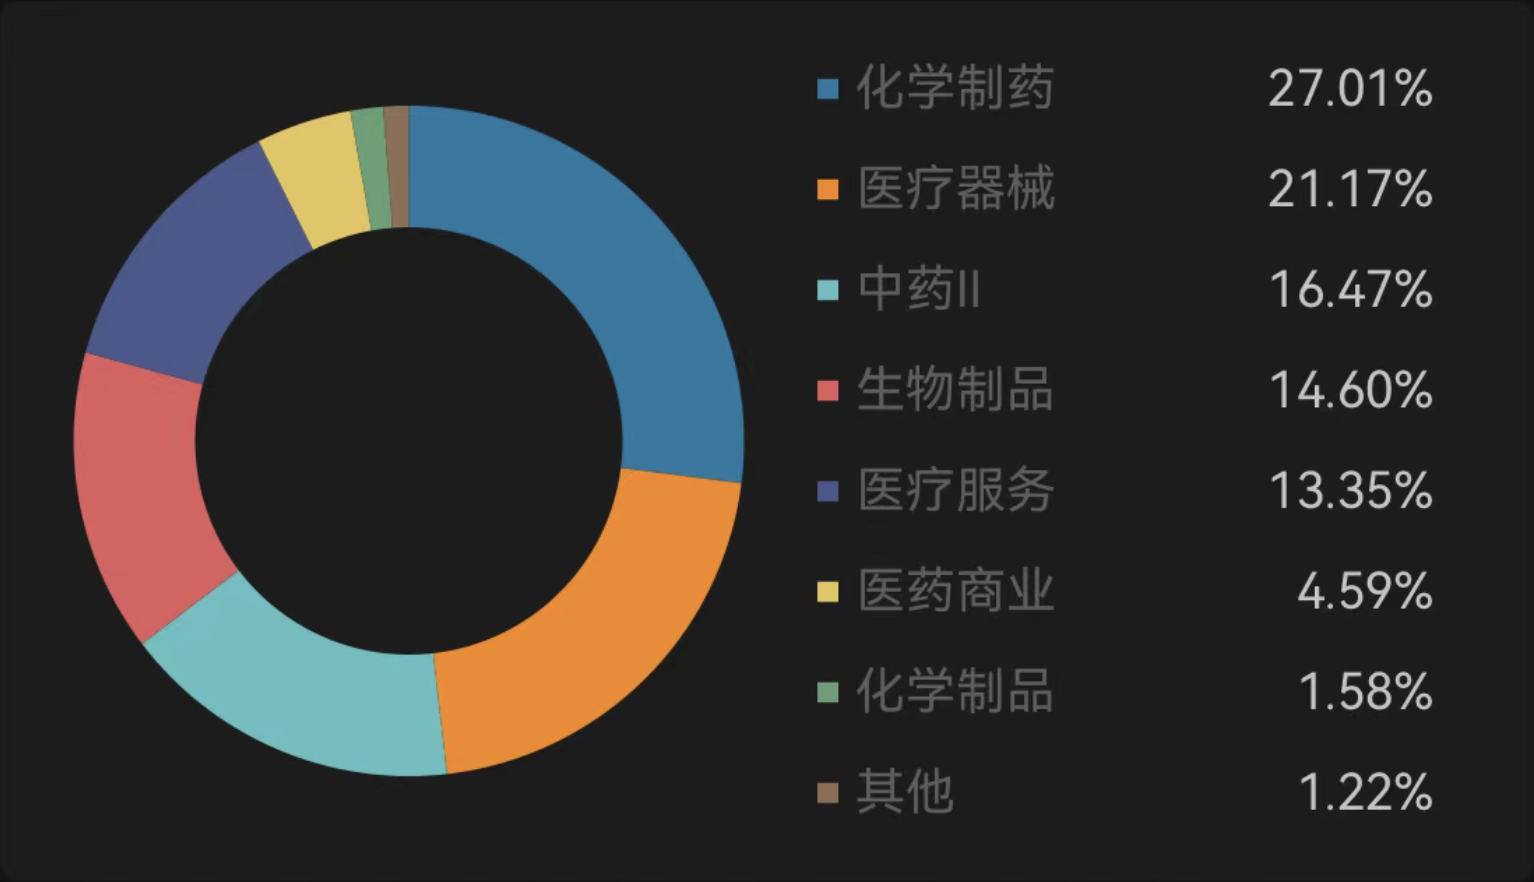 化学制药 27.01%
医疗器械 21.17%
中药II 16.47%
生物制品 14.60%
医疗服务 13.35%
医药商业 4.59%
化学制品 1.58%
其他 1.22%